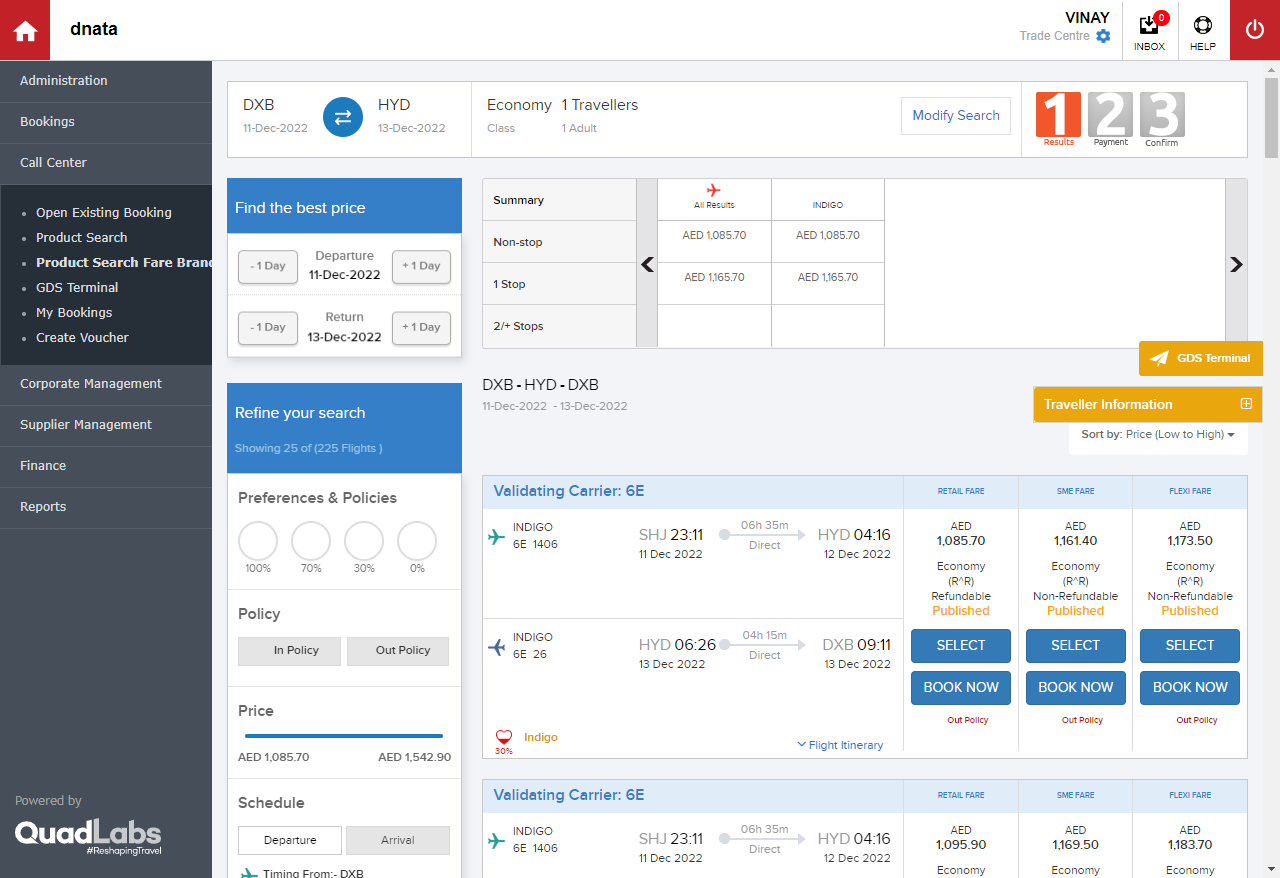 dnata
VINAY
Trade Centre
0
INBOX
HELP
Administration
Bookings
Call Center
Open Existing Booking
Product Search
Product Search Fare Bran
GDS Terminal
My Bookings
Create Voucher
Corporate Management
Supplier Management
Finance
Reports
Powered by
QuadLabs
#ReshapingTravel
DXB
11-Dec-2022
HYD
13-Dec-2022
Economy
Class
1 Travellers
1 Adult
Modify Search
1
Results
2
Payment
3
Confirm
Find the best price
- 1 Day
Departure
11-Dec-2022
+ 1 Day
- 1 Day
Return
13-Dec-2022
+ 1 Day
Refine your search
Showing 25 of (225 Flights )
Preferences & Policies
100% 70% 30% 0%
Policy
In Policy Out Policy
Price
AED 1,085.70 AED 1,542.90
Schedule
Departure Arrival
Timing From:- DXB
Summary All Results INDIGO
Non-stop AED 1,085.70 AED 1,085.70
1 Stop AED 1,165.70 AED 1,165.70
2/+ Stops
GDS Terminal
DXB - HYD - DXB
11-Dec-2022 - 13-Dec-2022
Traveller Information
Sort by: Price (Low to High)
Validating Carrier: 6E
INDIGO
6E 1406
SHJ 23:11
11 Dec 2022
06h 35m
Direct
HYD 04:16
12 Dec 2022
INDIGO
6E 26
HYD 06:26
13 Dec 2022
04h 15m
Direct
DXB 09:11
13 Dec 2022
30%
Indigo
Flight Itinerary
RETAIL FARE
AED
1,085.70
Economy
(R^R)
Refundable
Published
SELECT
BOOK NOW
Out Policy
SME FARE
AED
1,161.40
Economy
(R^R)
Non-Refundable
Published
SELECT
BOOK NOW
Out Policy
FLEXI FARE
AED
1,173.50
Economy
(R^R)
Non-Refundable
Published
SELECT
BOOK NOW
Out Policy
Validating Carrier: 6E
INDIGO
6E 1406
SHJ 23:11
11 Dec 2022
06h 35m
Direct
HYD 04:16
12 Dec 2022
RETAIL FARE
AED
1,095.90
Economy
SME FARE
AED
1,169.50
Economy
FLEXI FARE
AED
1,183.70
Economy